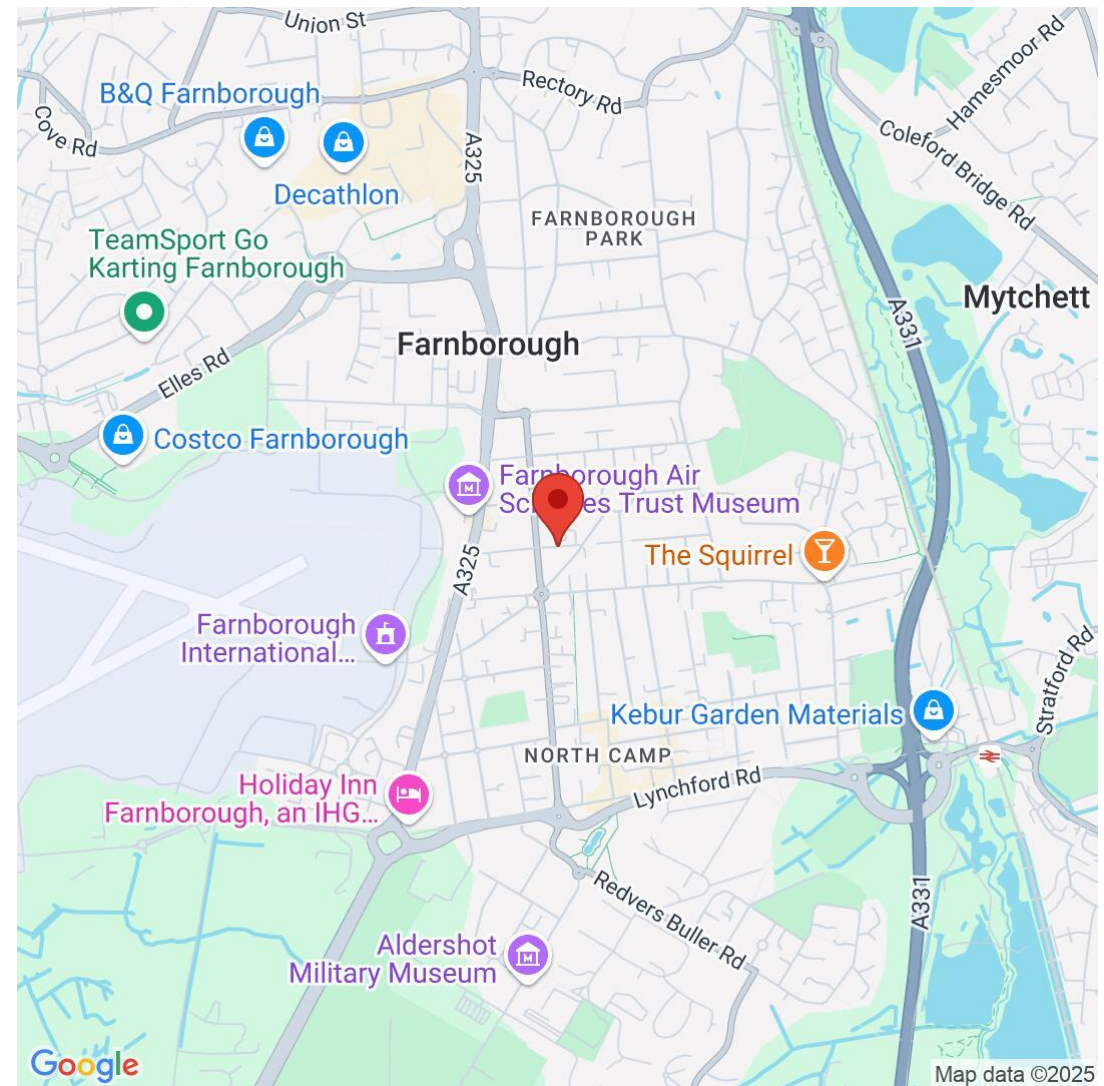 Union St
Rectory Rd
Hamesmoor Rd
B&Q Farnborough
Cove Rd
Coleford Bridge Rd
A325
Decathlon
FARNBOROUGH
PARK
TeamSport Go
Karting Farnborough
Mytchett
A331
Farnborough
Elles Rd
Costco Farnborough
Farnborough Air
Trust Museum
The Squirrel
A325
Farnborough
International...
Stratford Rd
Kebur Garden Materials
NORTH CAMP
Lynchford Rd
Holiday Inn
Farnborough, an IHG...
Redvers Buller Rd
A331
Aldershot
Military Museum
Google
Map data ©2025